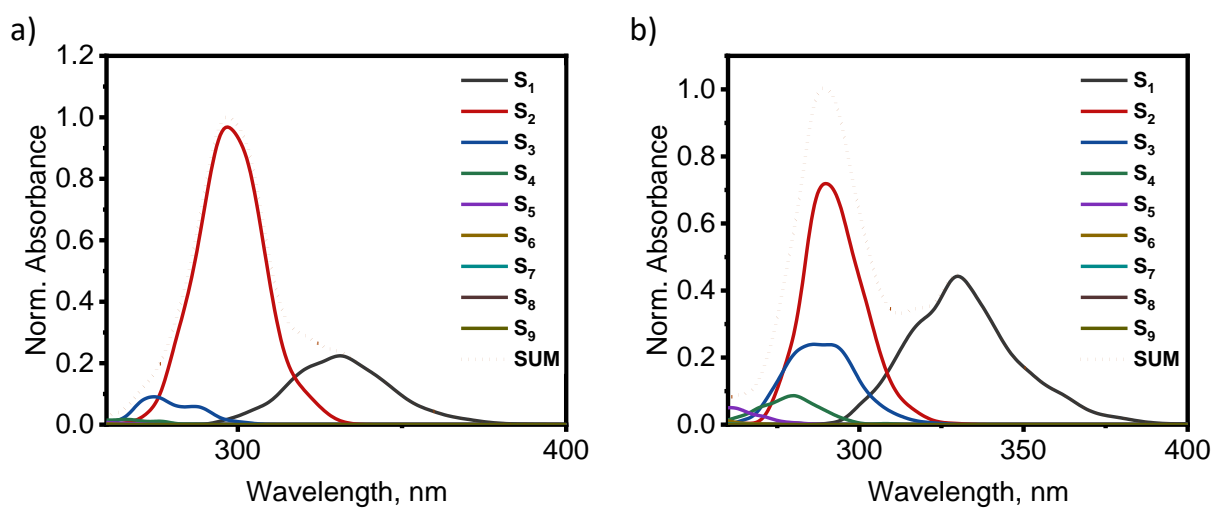 a)
1.2
1.0
0.8
0.6
0.4
0.2
0.0
Norm. Absorbance
300
400
Wavelength, nm
S1
S2
S3
S4
S5
S6
S7
S8
S9
SUM
b)
1.0
0.8
0.6
0.4
0.2
0.0
Norm. Absorbance
300
350
400
Wavelength, nm
S1
S2
S3
S4
S5
S6
S7
S8
S9
SUM